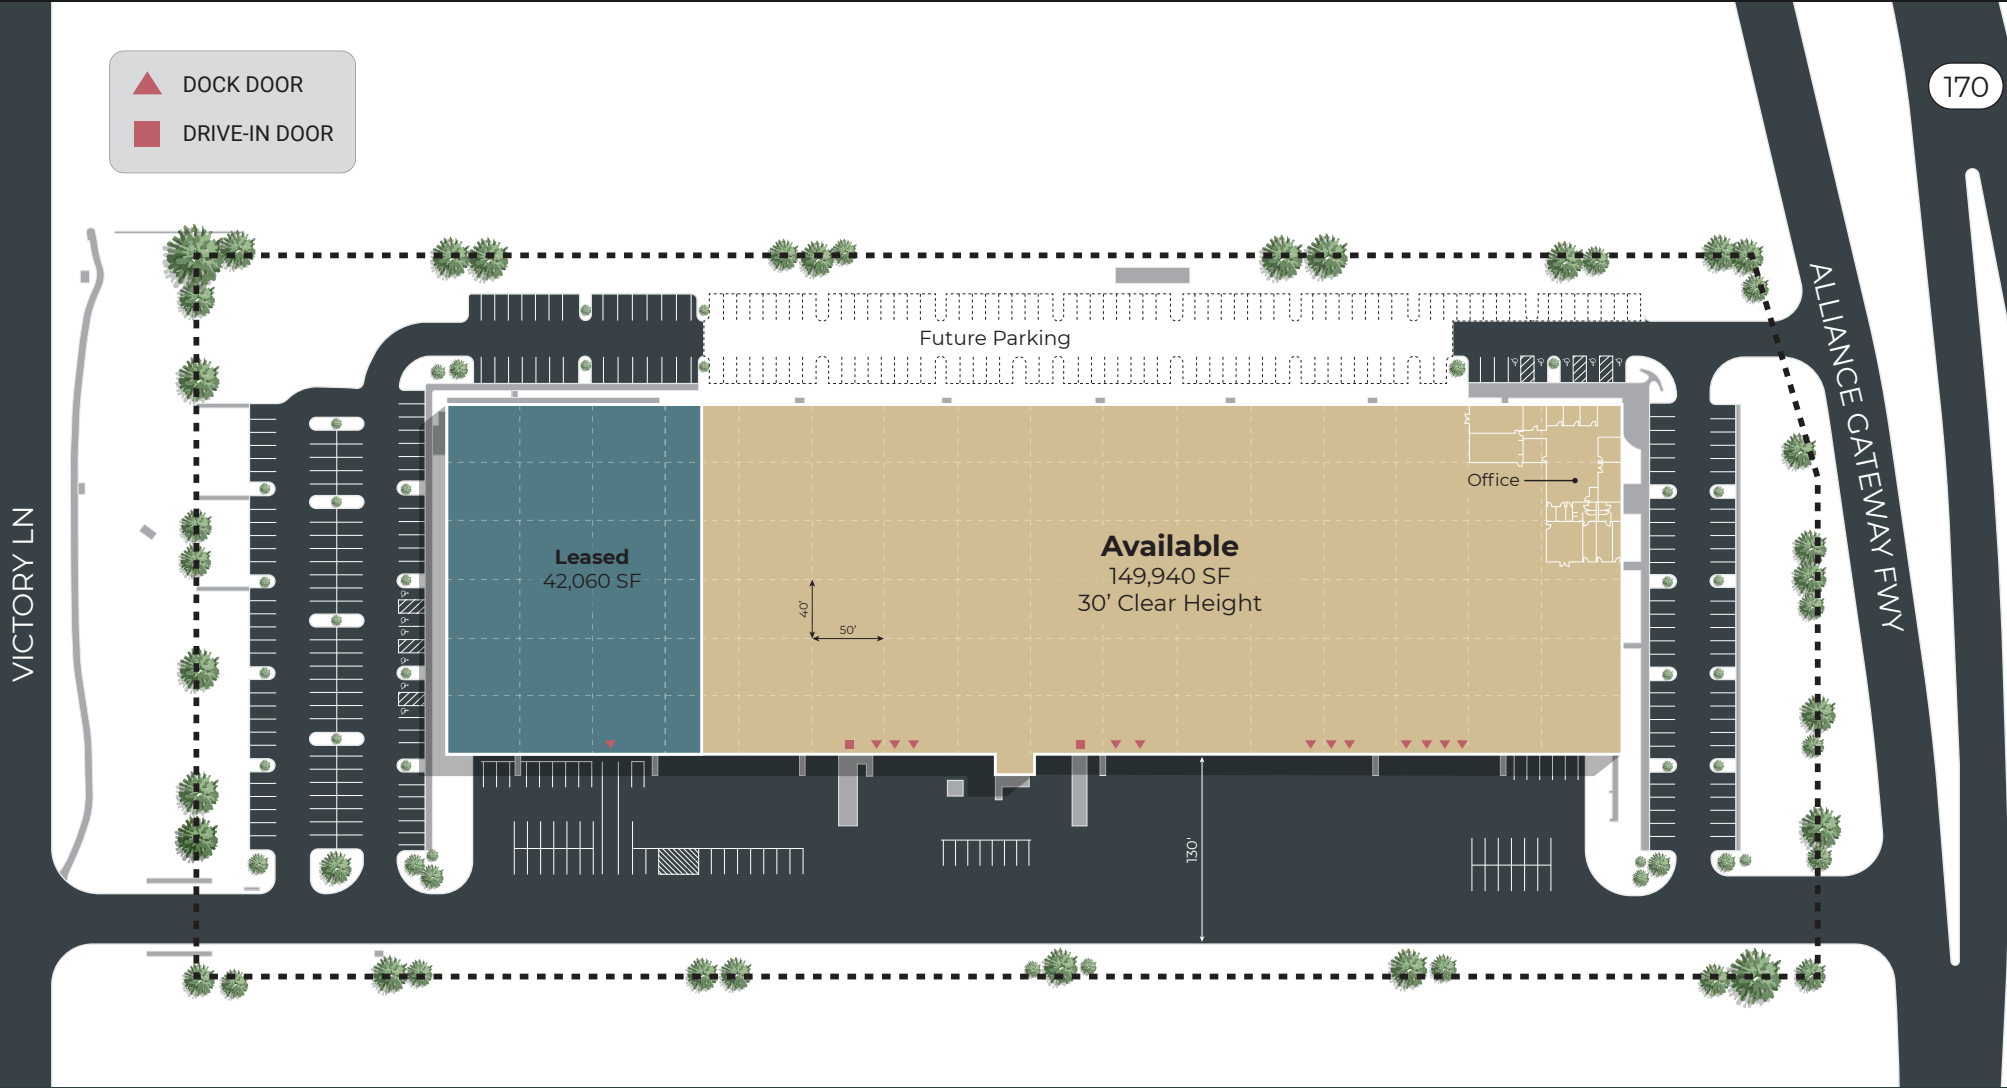 DOCK DOOR
DRIVE-IN DOOR
170
Future Parking
ALLIANCE GATEWAY FWY
VICTORY LN
Office
Leased
42,060 SF
Available
149,940 SF
30’ Clear Height
40'
50'
130'